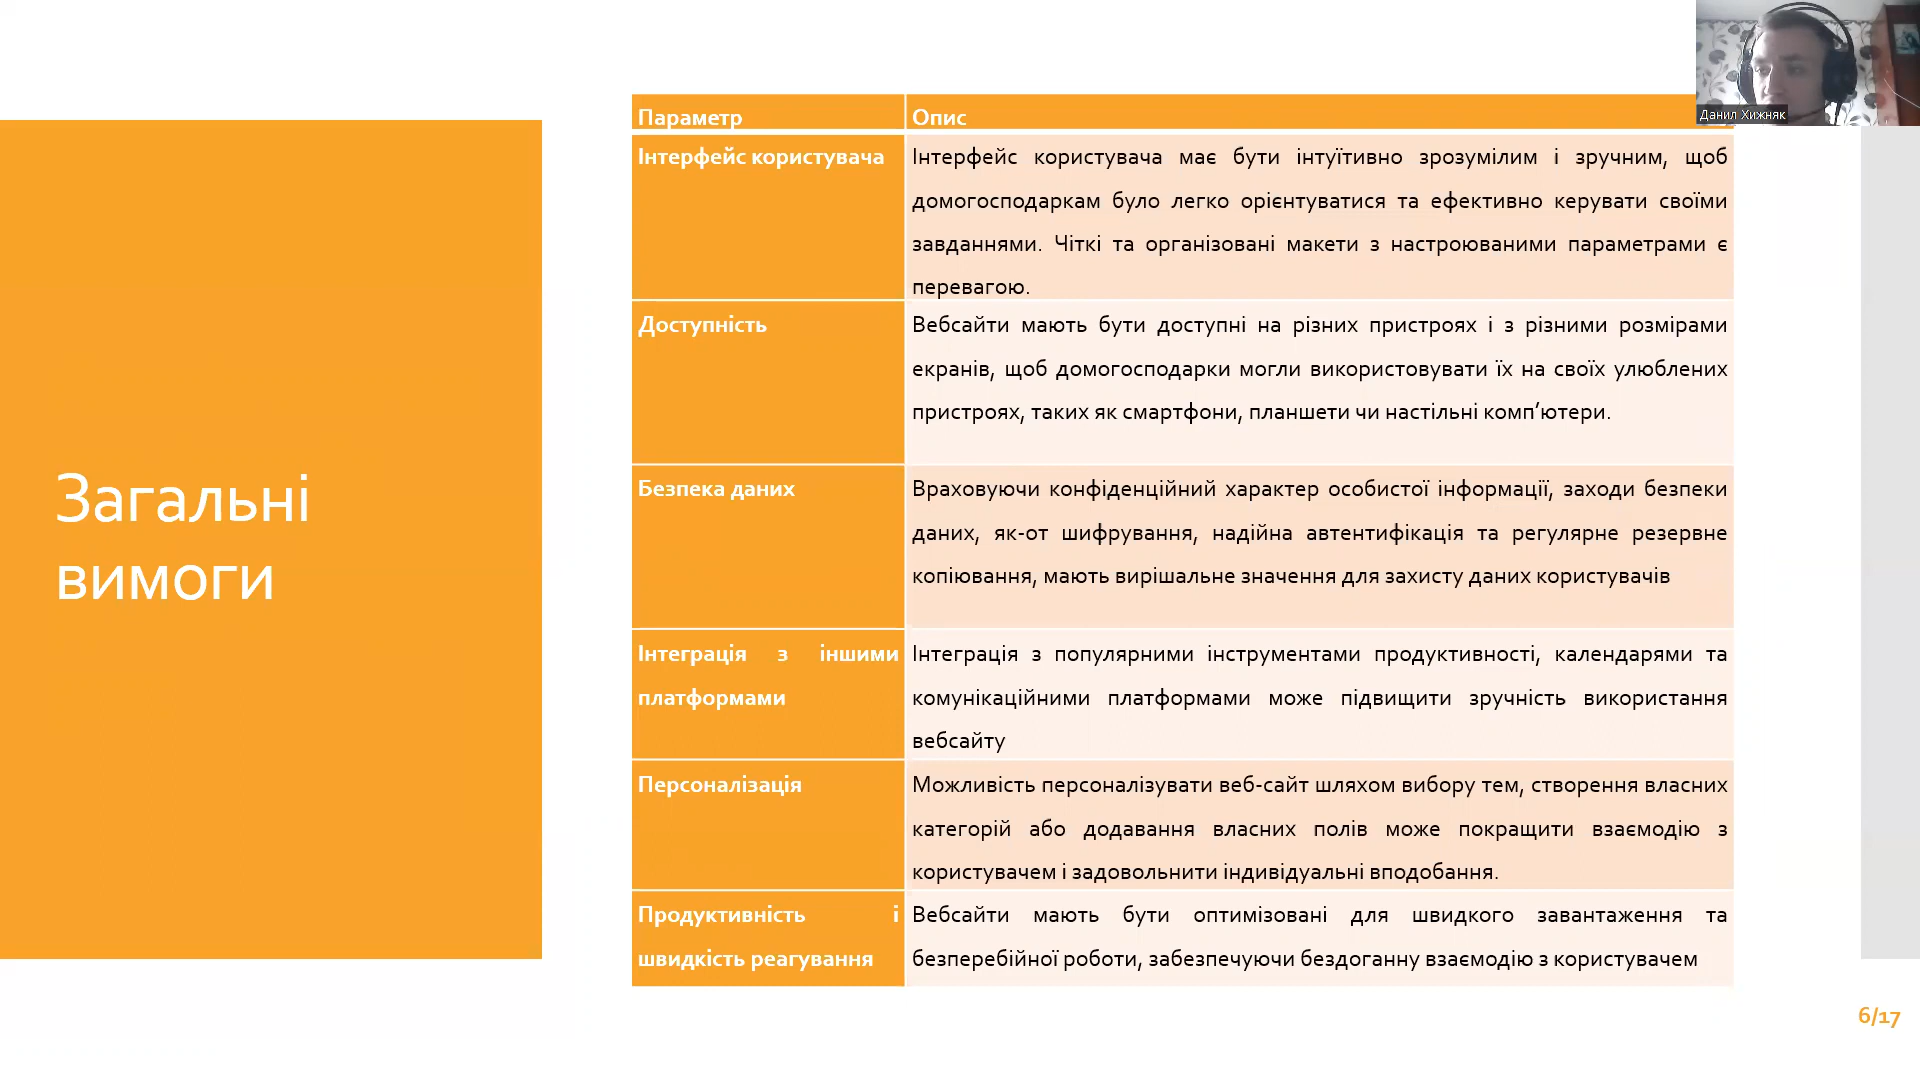 Загальні
вимоги
Параметр
Опис
Інтерфейс користувача
Інтерфейс користувача має бути інтуїтивно зрозумілим і зручним, щоб
домогосподаркам було легко орієнтуватися та ефективно керувати своїми
завданнями. Чіткі та організовані макети з настроюваними параметрами є
перевагою.
Доступність
Вебсайти мають бути доступні на різних пристроях і з різними розмірами
екранів, щоб домогосподарки могли використовувати їх на своїх улюблених
пристроях, таких як смартфони, планшети чи настільні комп’ютери.
Безпека даних
Враховуючи конфіденційний характер особистої інформації, заходи безпеки
даних, як-от шифрування, надійна автентифікація та регулярне резервне
копіювання, мають вирішальне значення для захисту даних користувачів
Інтеграція з іншими
платформами
Інтеграція з популярними інструментами продуктивності, календарями та
комунікаційними платформами може підвищити зручність використання
вебсайту
Персоналізація
Можливість персоналізувати веб-сайт шляхом вибору тем, створення власних
категорій або додавання власних полів може покращити взаємодію з
користувачем і задовольнити індивідуальні вподобання.
Продуктивність і
швидкість реагування
Вебсайти мають бути оптимізовані для швидкого завантаження та
безперебійної роботи, забезпечуючи бездоганну взаємодію з користувачем
Данил Хижняк
6/17